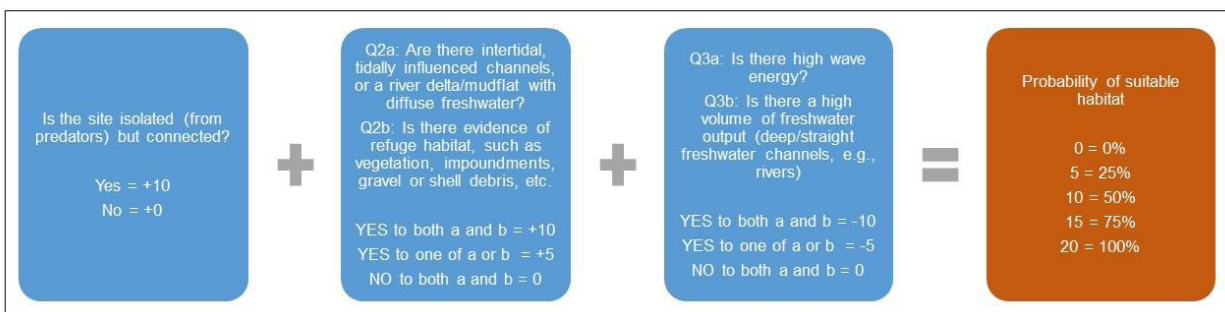 Is the site isolated (from
predators) but connected?
Yes = +10
No = +0
Q2a: Are there intertidal,
tidally influenced channels,
or a river delta/mudflat with
diffuse freshwater?
Q2b: Is there evidence of
refuge habitat, such as
vegetation, impoundments,
gravel or shell debris, etc.
YES to both a and b = +10
YES to one of a or b = +5
NO to both a and b = 0
Q3a: Is there high wave
energy?
Q3b: Is there a high
volume of freshwater
output (deep/straight
freshwater channels, e.g.,
rivers)
YES to both a and b = -10
YES to one of a or b = -5
NO to both a and b = 0
Probability of suitable
habitat
0 = 0%
5 = 25%
10 = 50%
15 = 75%
20 = 100%